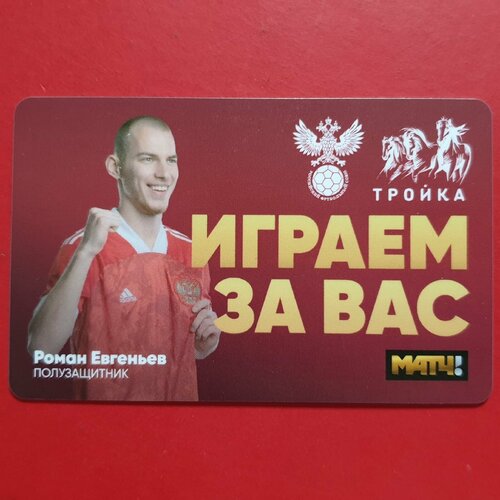 ТРОЙКА
ИГРАЕМ
ЗА ВАС
Роман Евгеньев
ПОЛУЗАЩИТНИК
МАТЧ!